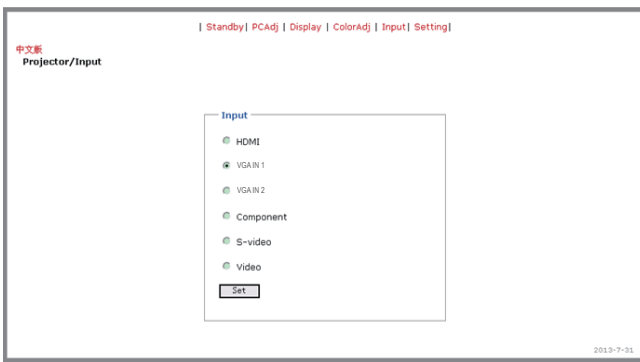 | Standby| PCAdj | Display | ColorAdj | Input| Setting|
中文版
Projector/Input
Input
HDMI
VGA IN 1
VGA IN 2
Component
S-video
Video
Set
2013-7-31